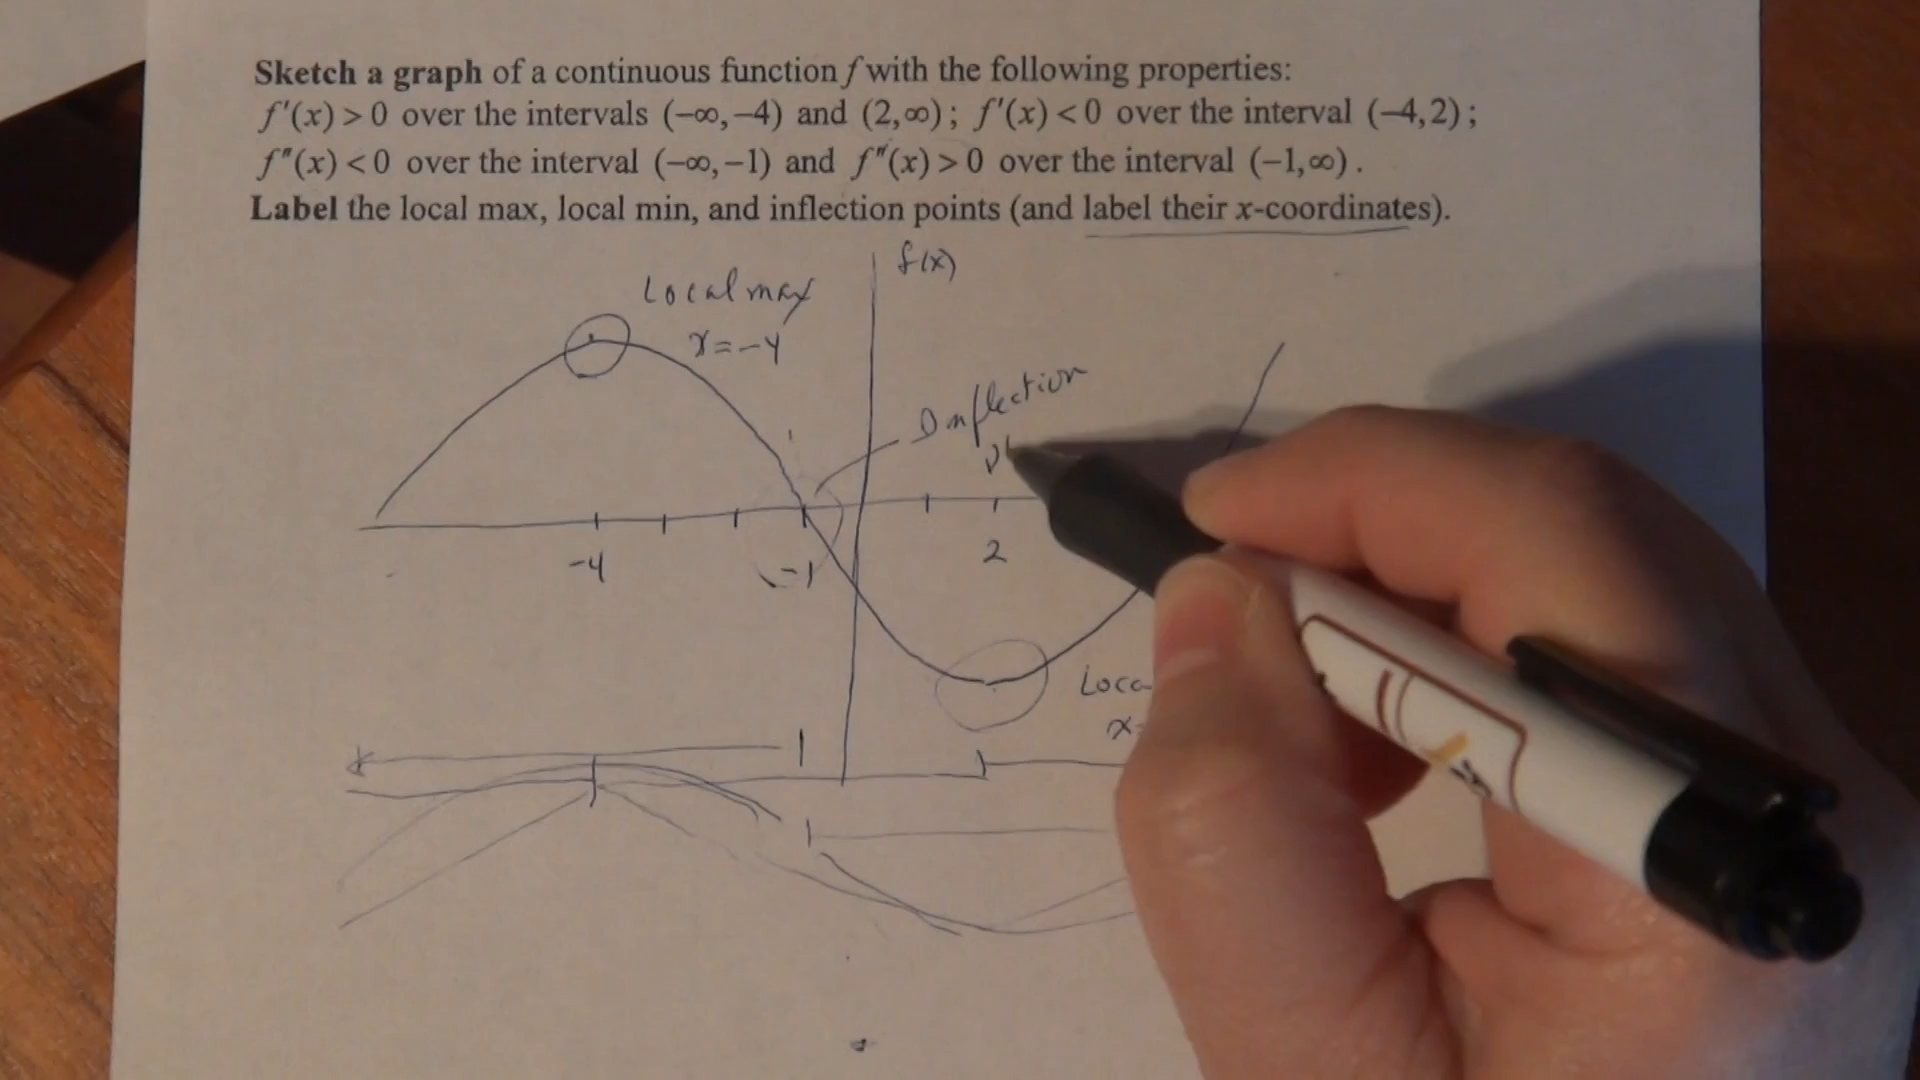 Sketch a graph of a continuous function f with the following properties:
f'(x) > 0 over the intervals (−∞,−4) and (2,∞); f'(x) < 0 over the interval (−4,2);
f"(x) < 0 over the interval (−∞,−1) and f"(x) > 0 over the interval (−1,∞).
Label the local max, local min, and inflection points (and label their x-coordinates).
f(x)
Local max
x=-4
Inflection
-4
-1
2
Loca
x=